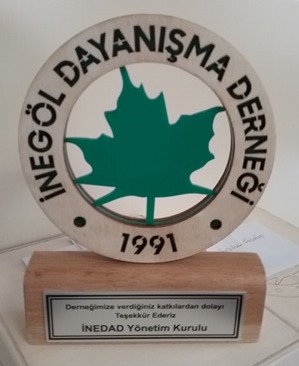 İNEGÖL DAYANIŞMA DERNEĞİ
1991
Derneğimize verdiğiniz katkılardan dolayı
Teşekkür Ederiz
İNEDAD Yönetim Kurulu